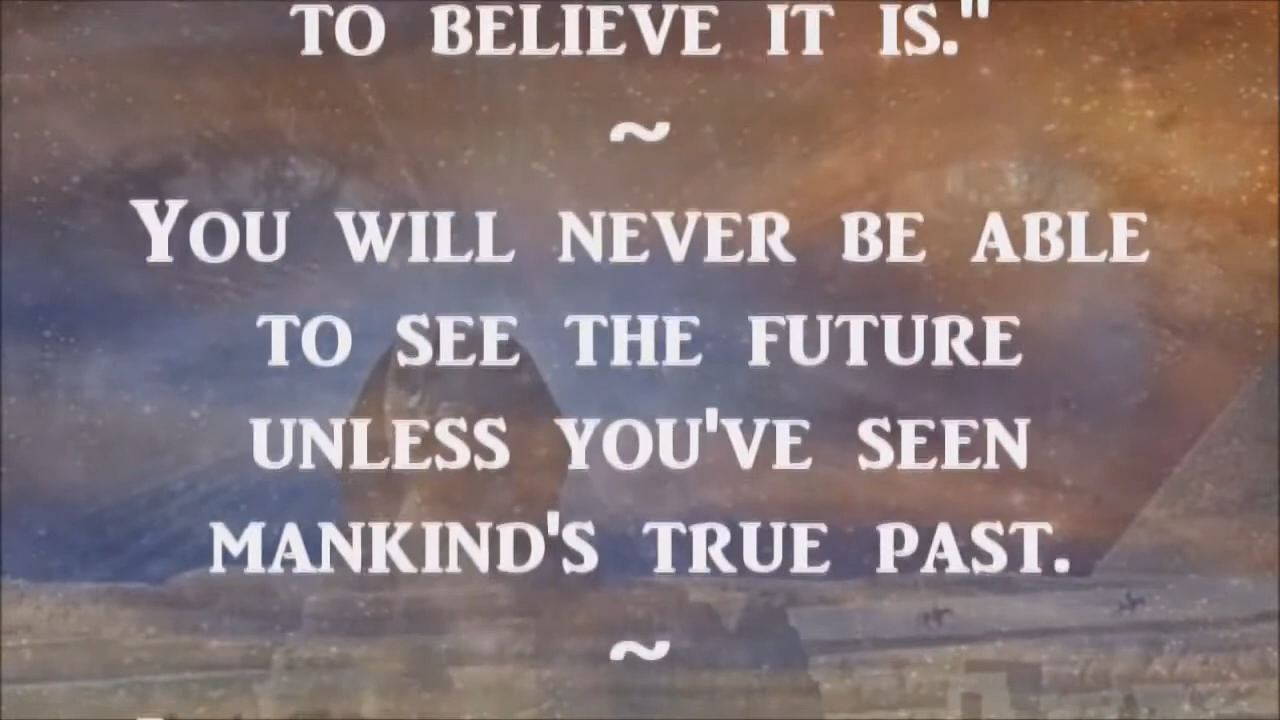 TO BELIEVE IT IS."
~
YOU WILL NEVER BE ABLE
TO SEE THE FUTURE
UNLESS YOU'VE SEEN
MANKIND'S TRUE PAST.
~